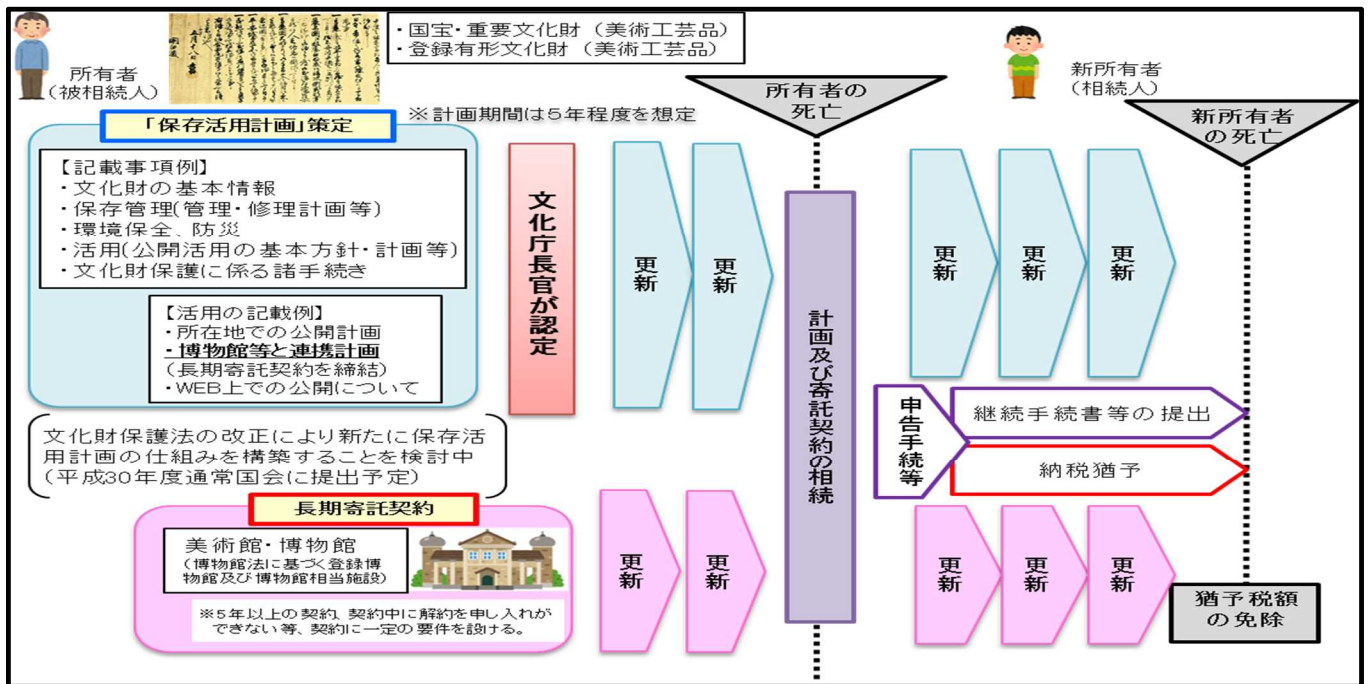 ・国宝・重要文化財（美術工芸品）
・登録有形文化財（美術工芸品）
所有者
（被相続人）
新所有者
（相続人）
所有者の
死亡
新所有者
の死亡
「保存活用計画」策定
※計画期間は５年程度を想定
【記載事項例】
・文化財の基本情報
・保存管理(管理・修理計画等)
・環境保全、防災
・活用(公開活用の基本方針・計画等)
・文化財保護に係る諸手続き
【活用の記載例】
・所在地での公開計画
・博物館等と連携計画
(長期寄託契約を締結)
・WEB上での公開について
文化庁長官が認定
更新
更新
計画及び寄託契約の相続
更新
更新
更新
申告手続等
継続手続書等の提出
納税猶予
文化財保護法の改正により新たに保存活
用計画の仕組みを構築することを検討中
(平成30年度通常国会に提出予定)
長期寄託契約
美術館・博物館
(博物館法に基づく登録博
物館及び博物館相当施設)
※５年以上の契約、契約中に解約を申し入れが
できない等、契約に一定の要件を設ける。
更新
更新
更新
更新
更新
猶予税額
の免除